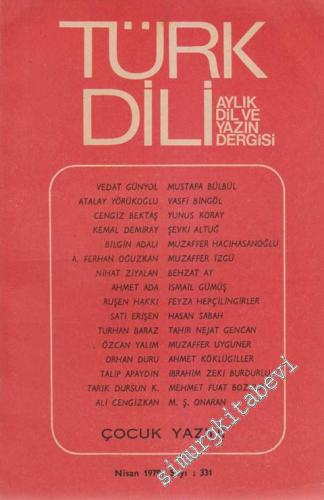 TÜRK
DİLİ
AYLIK
DİL VE
YAZIN
DERGİSİ
VEDAT GÜNYOL MUSTAFA BÜLBÜL
ATALAY YÖRÜKOĞLU VASFİ BİNGÖL
CENGİZ BEKTAŞ YUNUS KORAY
KEMAL DEMİRAY ŞEVKİ ALTUĞ
BİLGİN ADALI MUZAFFER HACIHASANOĞLU
A. FERHAN OĞUZKAN MUZAFFER İZGÜ
NİHAT ZİYALAN BEHZAT AY
AHMET ADA İSMAİL GÜMÜŞ
RUŞEN HAKKI FEYZA HEPÇİLİNGİRLER
SATI ERİŞEN HASAN SABAH
TURHAN BARAZ TAHİR NEJAT GENCAN
ÖZCAN YALIM MUZAFFER UYGUNER
ORHAN DURU AHMET KÖKLÜGİLLER
TALİP APAYDIN İBRAHİM ZEKİ BURDURLU
TARIK DURSUN K. MEHMET FUAT
ALİ CENGİZKAN M. Ş. ONARAN
ÇOCUK
Nisan Sayı : 331
simurgkitabevi.com